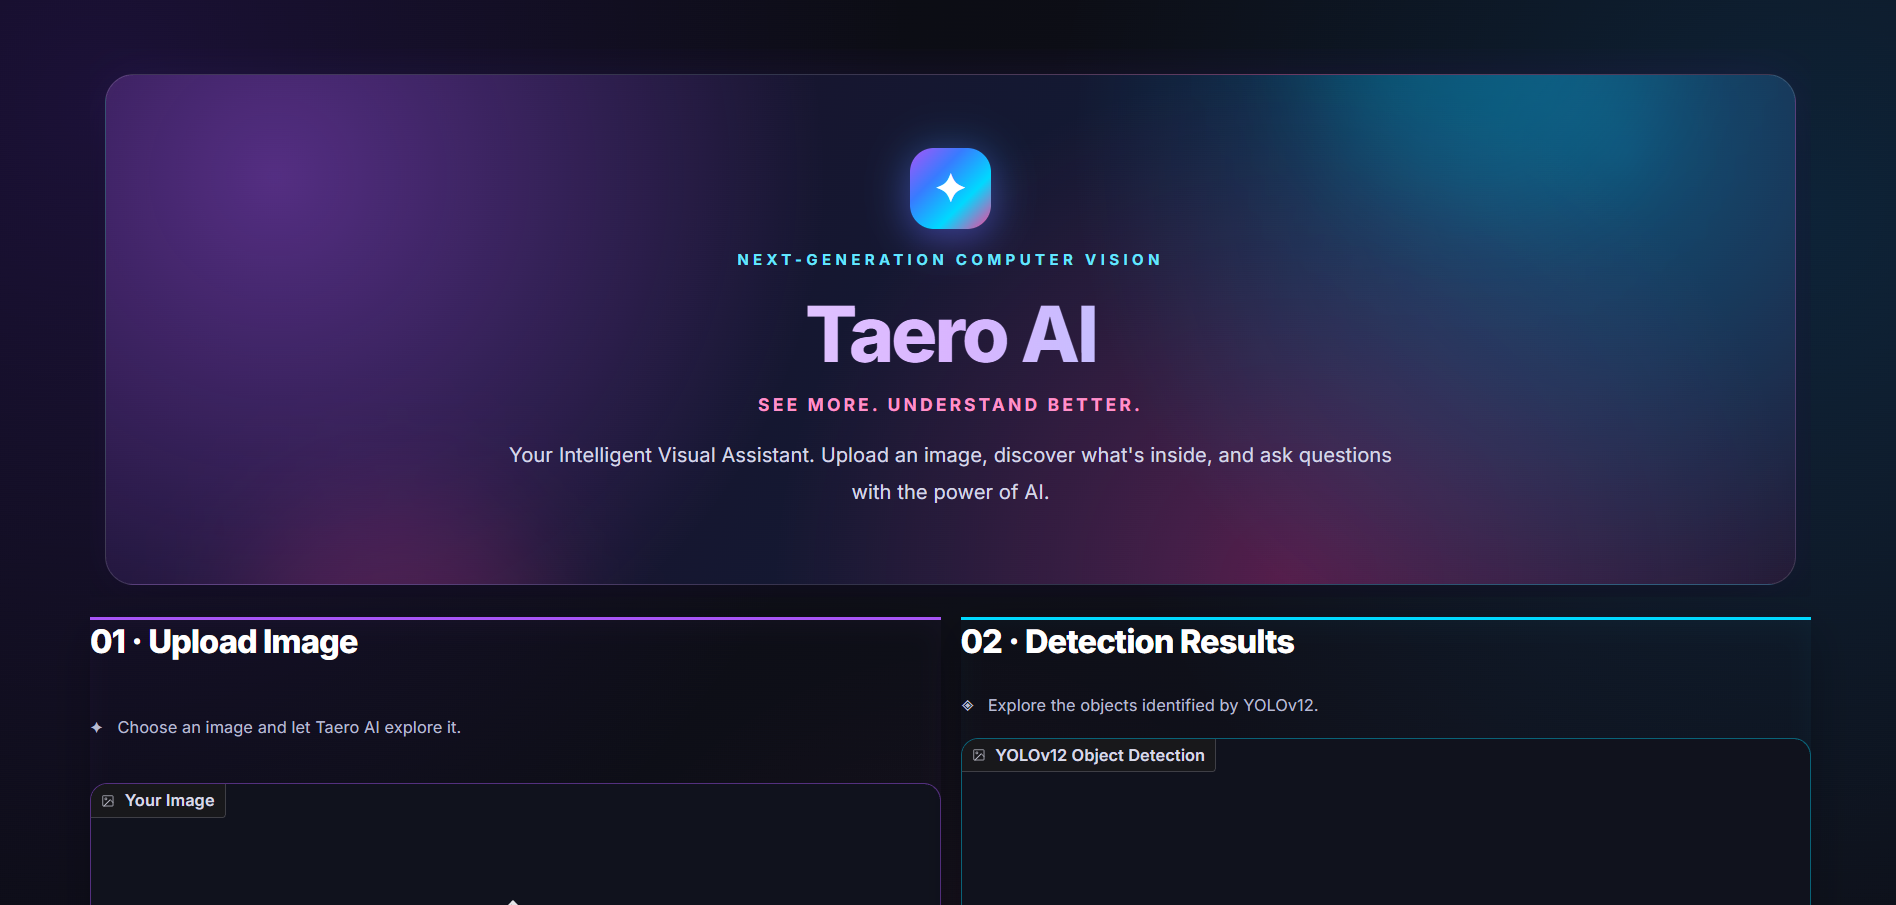 NEXT-GENERATION COMPUTER VISION
Taero AI
SEE MORE. UNDERSTAND BETTER.
Your Intelligent Visual Assistant. Upload an image, discover what's inside, and ask questions
with the power of AI.
01 · Upload Image
✦ Choose an image and let Taero AI explore it.
Your Image
02 · Detection Results
◈ Explore the objects identified by YOLOv12.
YOLOv12 Object Detection